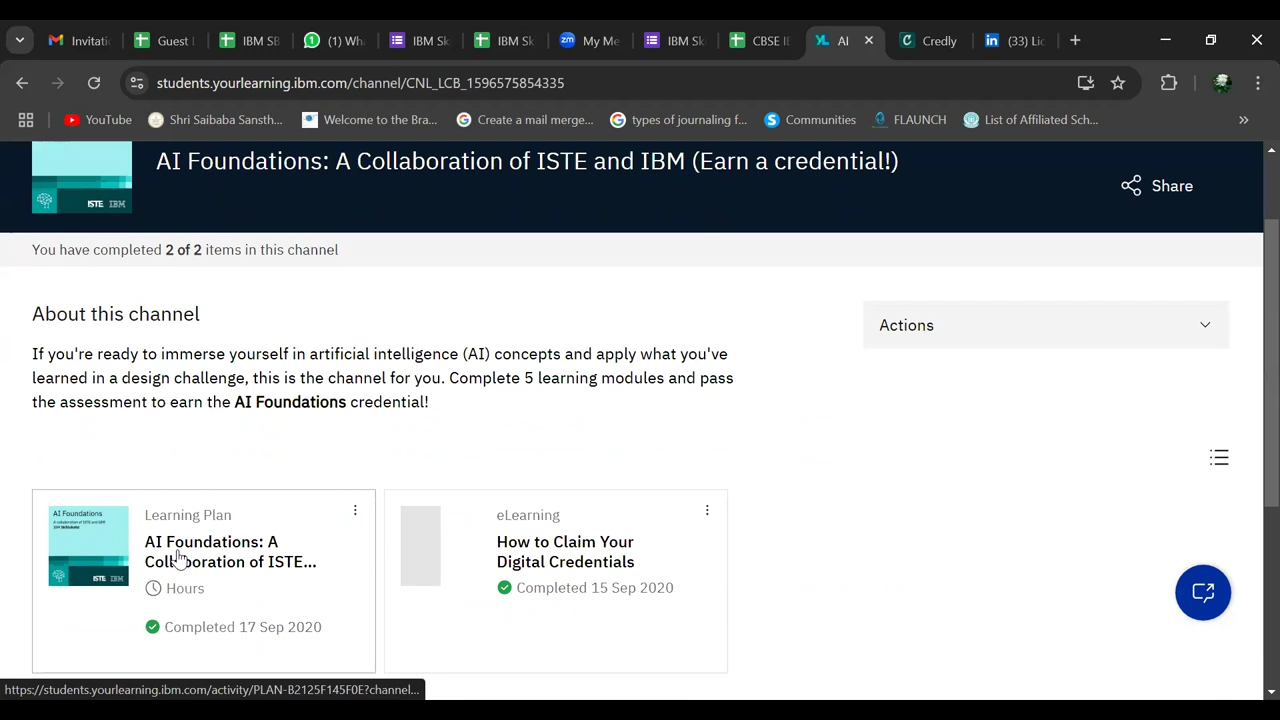 Invitati
Guest L
IBM SB
(1) Wha
IBM Sk
IBM Sk
My Me
IBM Sk
CBSE IE
AI
Credly
(33) Lic
students.yourlearning.ibm.com/channel/CNL_LCB_1596575854335
YouTube
Shri Saibaba Sansth...
Welcome to the Bra...
Create a mail merge...
types of journaling f...
Communities
FLAUNCH
List of Affiliated Sch...
AI Foundations: A Collaboration of ISTE and IBM (Earn a credential!)
ISTE IBM
Share
You have completed 2 of 2 items in this channel
About this channel
Actions
If you're ready to immerse yourself in artificial intelligence (AI) concepts and apply what you've
learned in a design challenge, this is the channel for you. Complete 5 learning modules and pass
the assessment to earn the AI Foundations credential!
AI Foundations
ISTE IBM
Learning Plan
AI Foundations: A
Collaboration of ISTE...
Hours
Completed 17 Sep 2020
eLearning
How to Claim Your
Digital Credentials
Completed 15 Sep 2020
https://students.yourlearning.ibm.com/activity/PLAN-B2125F145F0E?channel...